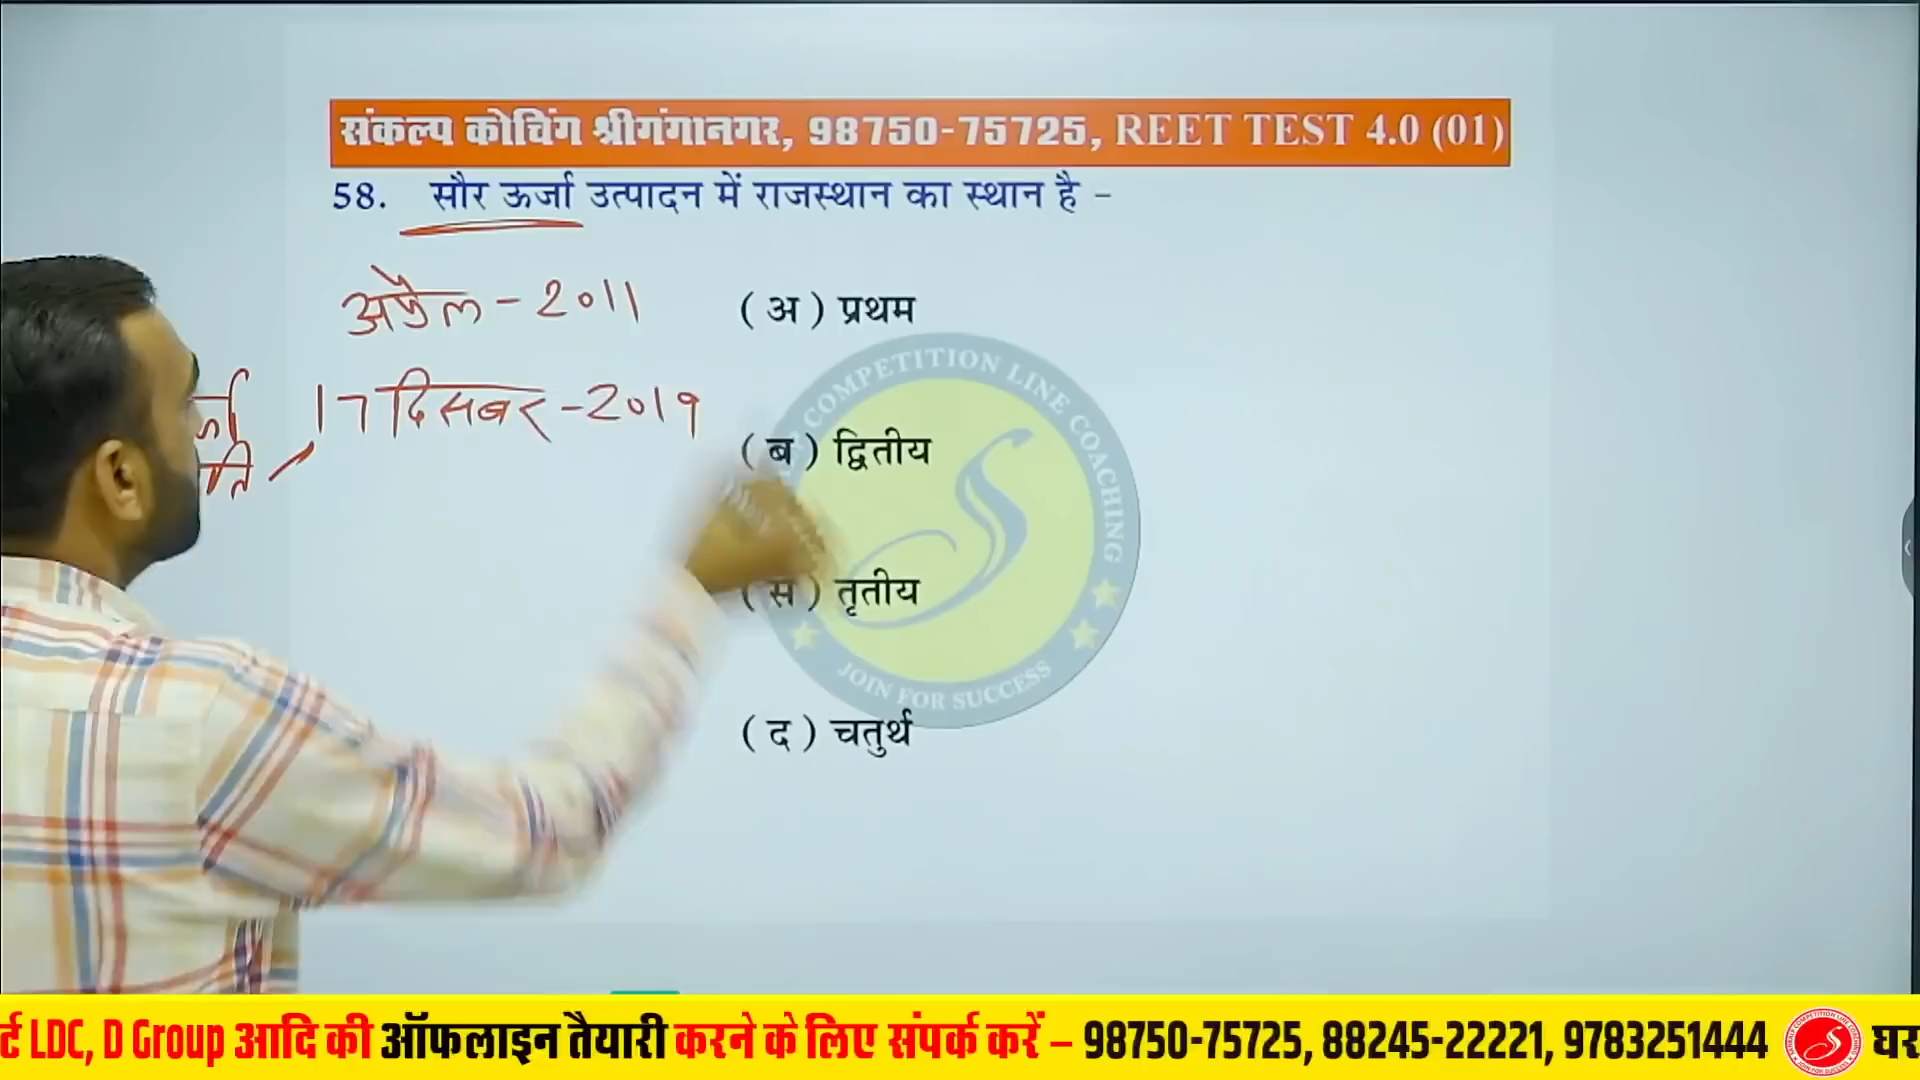 संकल्प कोचिंग श्रीगंगानगर, 98750-75725, REET TEST 4.0 (01)
58. सौर ऊर्जा उत्पादन में राजस्थान का स्थान है –
अप्रैल - 2011
(अ) प्रथम
17 दिसम्बर - 2019
(ब) द्वितीय
(स) तृतीय
(द) चतुर्थ
COMPETITION LINE COACHING
JOIN FOR SUCCESS
LDC, D Group आदि की ऑफलाइन तैयारी करने के लिए संपर्क करें – 98750-75725, 88245-22221, 9783251444 घर